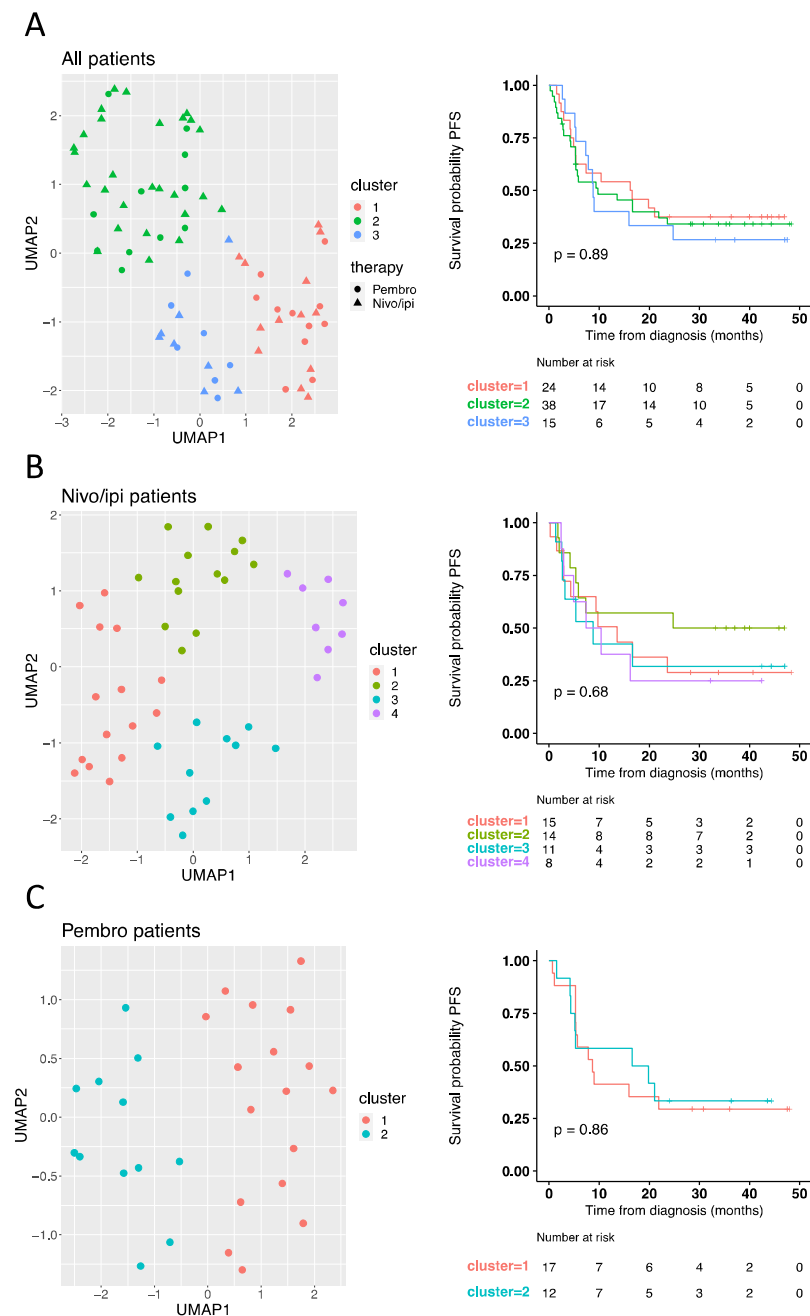 A
All patients
2
1
0
−1
−2
−3
−2
−1
0
1
2
UMAP1
UMAP2
cluster
1
2
3
therapy
Pembro
Nivo/ipi
Survival probability PFS
1.00
0.75
0.50
0.25
0.00
p = 0.89
0 10 20 30 40 50
Time from diagnosis (months)
Number at risk
cluster=1 24 14 10 8 5 0
cluster=2 38 17 14 10 5 0
cluster=3 15 6 5 4 2 0
B
Nivo/ipi patients
2
1
0
−1
−2
−2 −1 0 1 2
UMAP1
UMAP2
cluster
1
2
3
4
Survival probability PFS
1.00
0.75
0.50
0.25
0.00
p = 0.68
0 10 20 30 40 50
Time from diagnosis (months)
Number at risk
cluster=1 15 7 5 3 2 0
cluster=2 14 8 8 7 2 0
cluster=3 11 4 3 3 3 0
cluster=4 8 4 2 2 1 0
C
Pembro patients
1.0
0.5
0.0
−0.5
−1.0
−2 −1 0 1 2
UMAP1
UMAP2
cluster
1
2
Survival probability PFS
1.00
0.75
0.50
0.25
0.00
p = 0.86
0 10 20 30 40 50
Time from diagnosis (months)
Number at risk
cluster=1 17 7 6 4 2 0
cluster=2 12 7 5 3 2 0